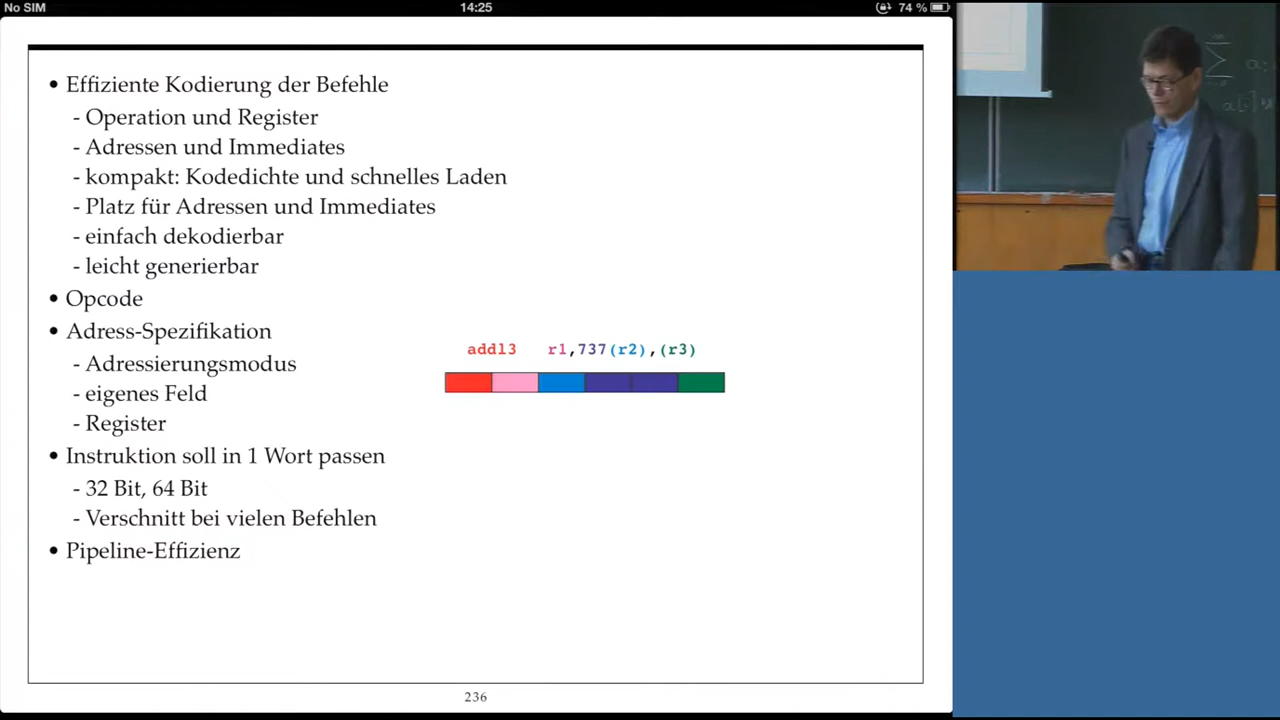 No SIM 14:25 74 %
• Effiziente Kodierung der Befehle
- Operation und Register
- Adressen und Immediates
- kompakt: Kodedichte und schnelles Laden
- Platz für Adressen und Immediates
- einfach dekodierbar
- leicht generierbar
• Opcode
• Adress-Spezifikation
- Adressierungsmodus
- eigenes Feld
- Register
addl3 r1,737(r2),(r3)
• Instruktion soll in 1 Wort passen
- 32 Bit, 64 Bit
- Verschnitt bei vielen Befehlen
• Pipeline-Effizienz
236